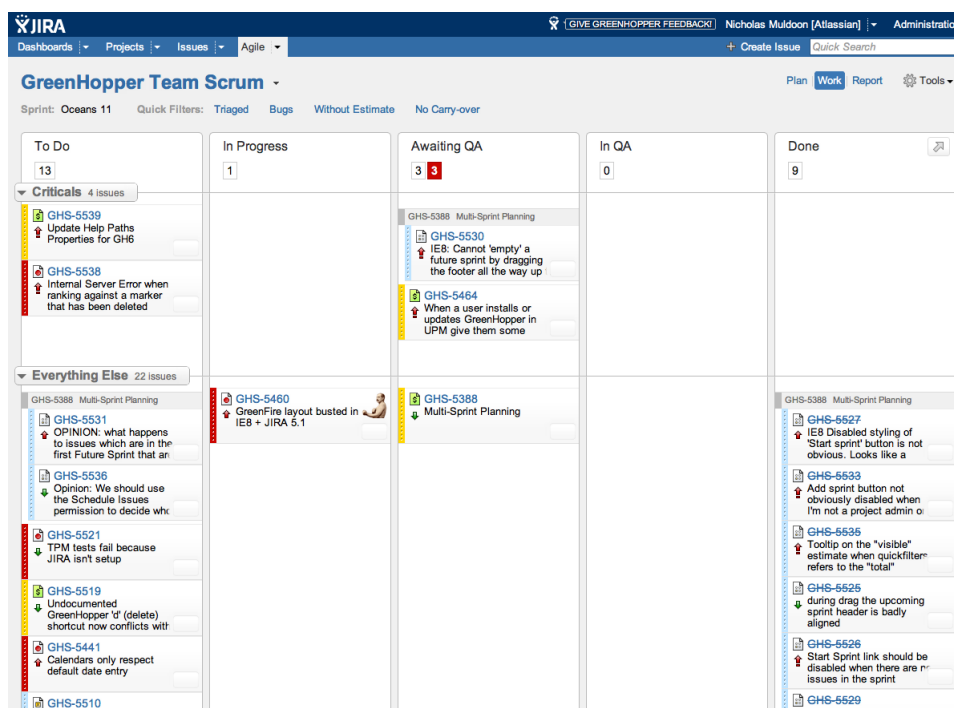 JIRA
GIVE GREENHOPPER FEEDBACK!
Nicholas Muldoon [Atlassian]
Dashboards
Projects
Issues
Agile
+ Create Issue
Quick Search
GreenHopper Team Scrum
Plan
Work
Report
Tools
Sprint: Oceans 11
Quick Filters:
Triaged
Bugs
Without Estimate
No Carry-over
To Do
13
In Progress
1
Awaiting QA
3 3
In QA
0
Done
9
Criticals 4 issues
GHS-5539
Update Help Paths
Properties for GH6
GHS-5538
Internal Server Error when
ranking against a marker
that has been deleted
GHS-5388 Multi-Sprint Planning
GHS-5530
IE8: Cannot 'empty' a
future sprint by dragging
the footer all the way up
GHS-5464
When a user installs or
updates GreenHopper in
UPM give them some
Everything Else 22 issues
GHS-5388 Multi-Sprint Planning
GHS-5531
OPINION: what happens
to issues which are in the
first Future Sprint that
GHS-5536
Opinion: We should use
the Schedule Issues
permission to decide
GHS-5521
TPM tests fail because
JIRA isn't setup
GHS-5519
Undocumented
GreenHopper 'd' (delete)
shortcut now conflicts with
GHS-5441
Calendars only respect
default date entry
GHS-5510
GHS-5460
GreenFire layout busted in
IE8 + JIRA 5.1
GHS-5388
Multi-Sprint Planning
GHS-5388 Multi-Sprint Planning
GHS-5527
IE8 Disabled styling of
'Start sprint' button is not
obvious. Looks like a
GHS-5533
Add sprint button not
obviously disabled when
I'm not a project admin
GHS-5535
Tooltip on the "visible"
estimate when quickfilters
refers to the "total"
GHS-5525
during drag the upcoming
sprint header is badly
aligned
GHS-5526
Start Sprint link should be
disabled when there are
issues in the sprint
GHS-5529